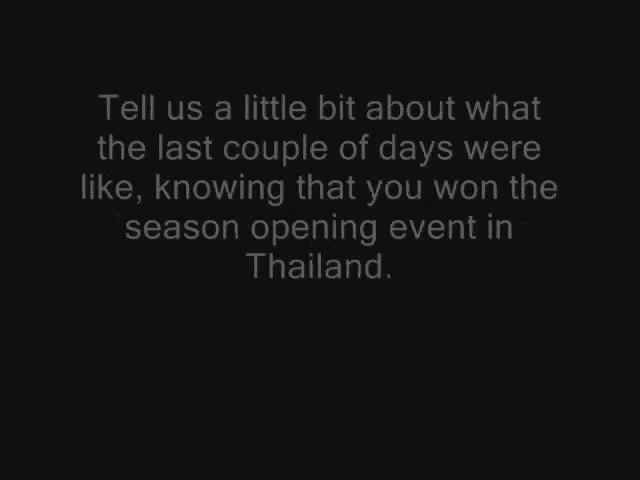 Tell us a little bit about what
the last couple of days were
like, knowing that you won the
season opening event in
Thailand.